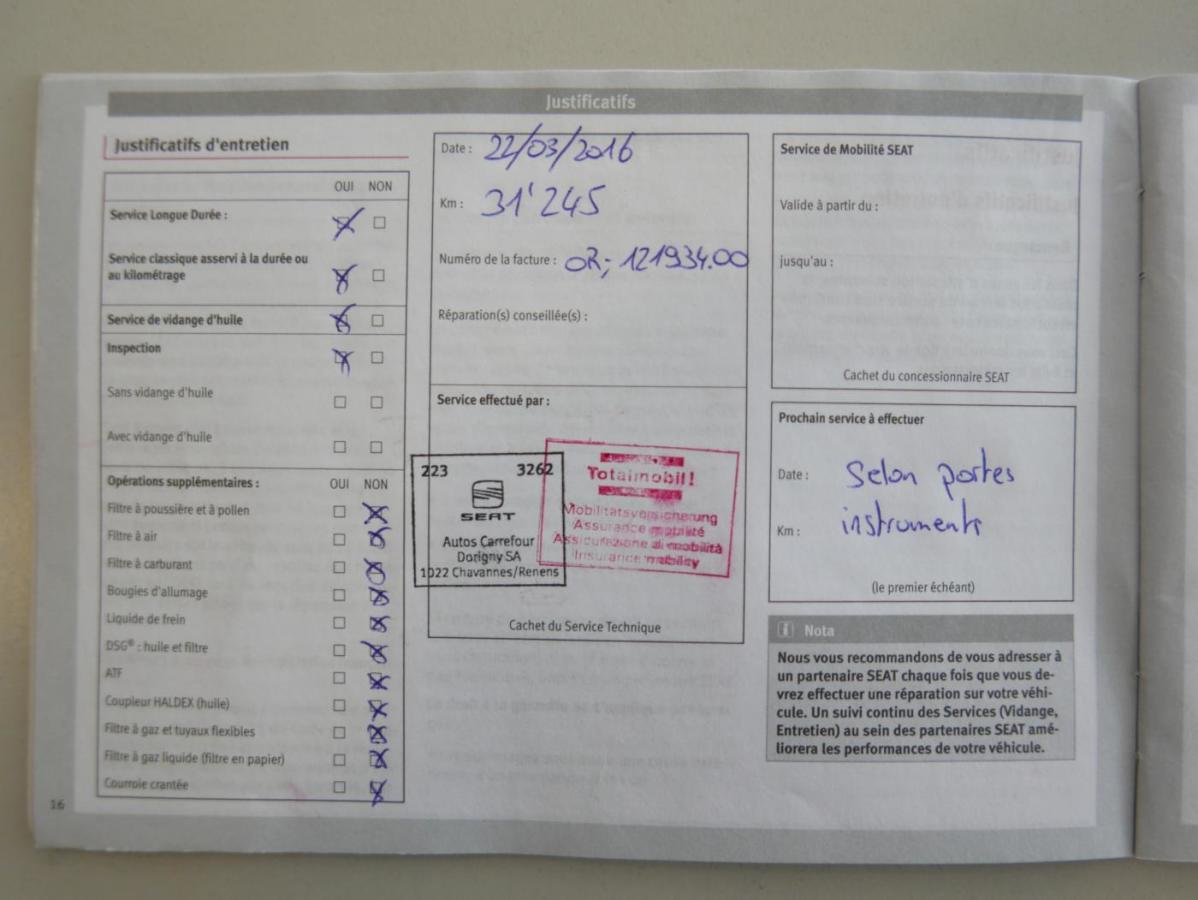 Justificatifs
Justificatifs d'entretien
OUI NON
Service Longue Durée :
Service classique asservi à la durée ou
au kilométrage
Service de vidange d'huile
Inspection
Sans vidange d'huile
Avec vidange d'huile
Opérations supplémentaires : OUI NON
Filtre à poussière et à pollen
Filtre à air
Filtre à carburant
Bougies d'allumage
Liquide de frein
DSG® : huile et filtre
ATF
Coupleur HALDEX (huile)
Filtre à gaz et tuyaux flexibles
Filtre à gaz liquide (filtre en papier)
Courroie crantée
16
Date : 22/03/2016
Km : 31'245
Numéro de la facture : OR; 121934.00
Réparation(s) conseillée(s) :
Service effectué par :
223 3262
SEAT
Autos Carrefour
Dorigny SA
1022 Chavannes/Renens
Totalmobil!
Mobilitätsversicherung
Assurance mobilité
Assicurazione di mobilità
Insurance mobility
Cachet du Service Technique
Service de Mobilité SEAT
Valide à partir du :
jusqu'au :
Cachet du concessionnaire SEAT
Prochain service à effectuer
Date : Selon portes
Km : instruments
(le premier échéant)
i Nota
Nous vous recommandons de vous adresser à
un partenaire SEAT chaque fois que vous de-
vrez effectuer une réparation sur votre véhi-
cule. Un suivi continu des Services (Vidange,
Entretien) au sein des partenaires SEAT amé-
liorera les performances de votre véhicule.